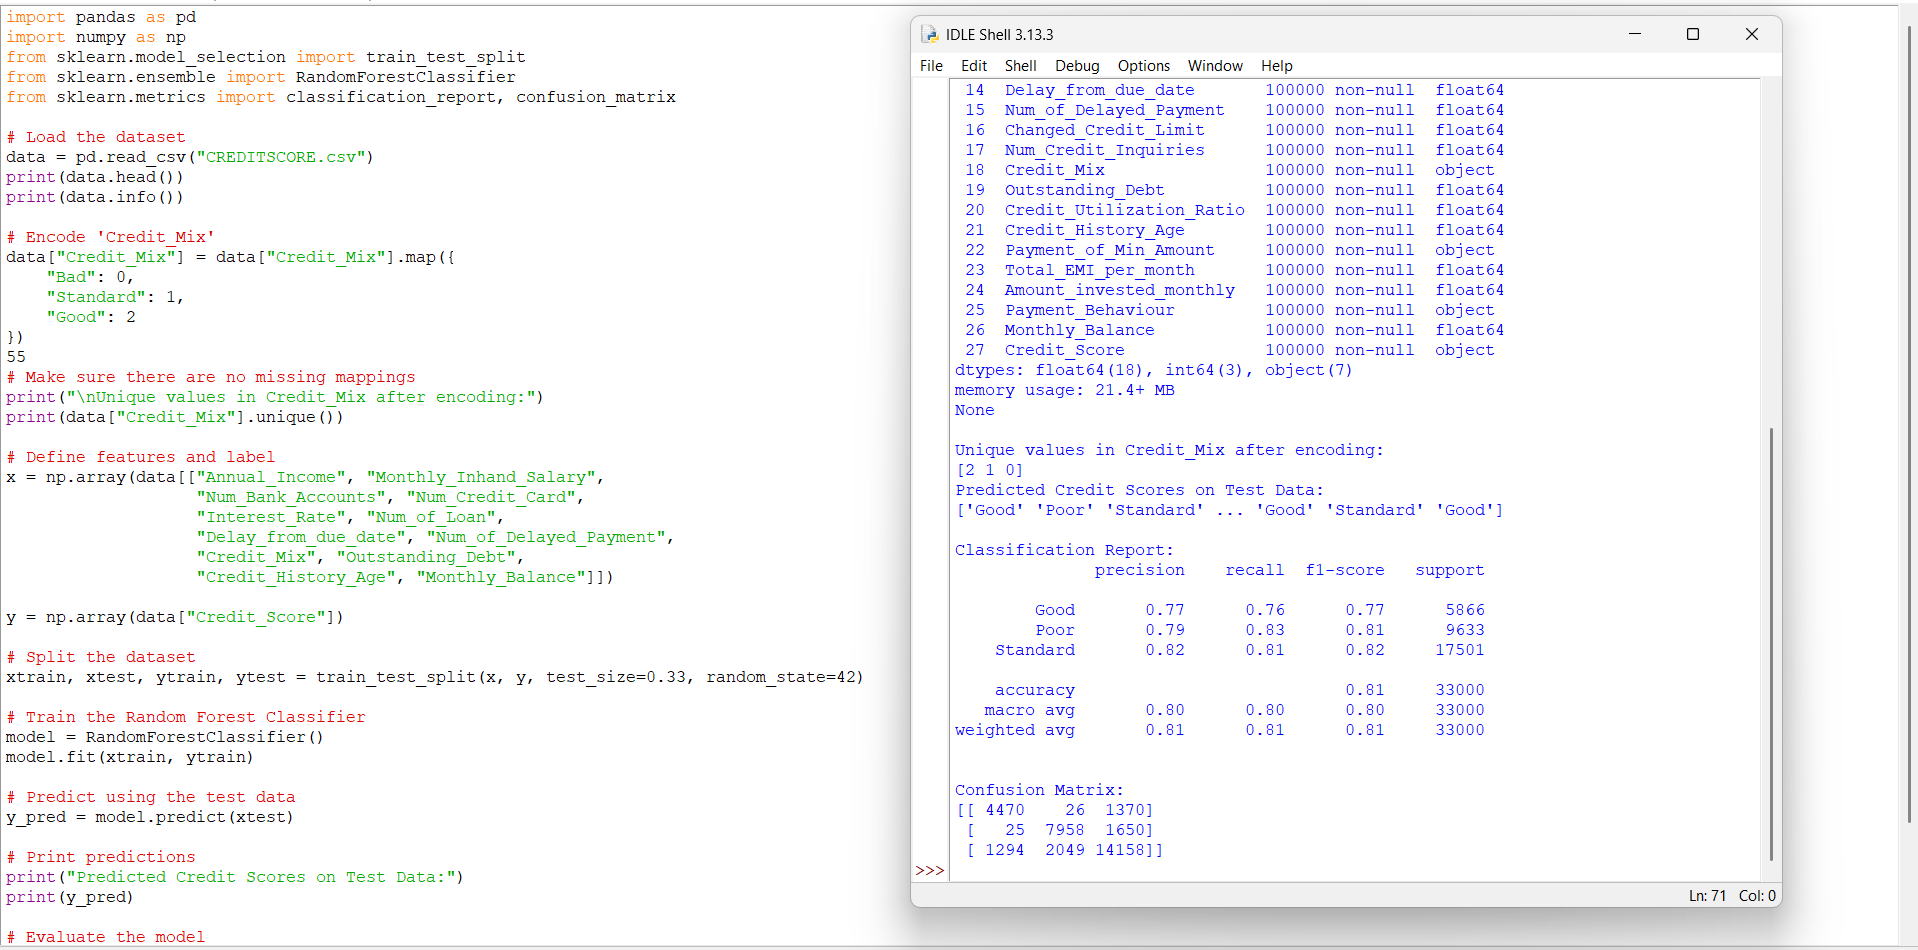 import pandas as pd
import numpy as np
from sklearn.model_selection import train_test_split
from sklearn.ensemble import RandomForestClassifier
from sklearn.metrics import classification_report, confusion_matrix

# Load the dataset
data = pd.read_csv("CREDITSCORE.csv")
print(data.head())
print(data.info())

# Encode 'Credit_Mix'
data["Credit_Mix"] = data["Credit_Mix"].map({
    "Bad": 0,
    "Standard": 1,
    "Good": 2
})
55
# Make sure there are no missing mappings
print("\nUnique values in Credit_Mix after encoding:")
print(data["Credit_Mix"].unique())

# Define features and label
x = np.array(data[["Annual_Income", "Monthly_Inhand_Salary",
                   "Num_Bank_Accounts", "Num_Credit_Card",
                   "Interest_Rate", "Num_of_Loan",
                   "Delay_from_due_date", "Num_of_Delayed_Payment",
                   "Credit_Mix", "Outstanding_Debt",
                   "Credit_History_Age", "Monthly_Balance"]])

y = np.array(data["Credit_Score"])

# Split the dataset
xtrain, xtest, ytrain, ytest = train_test_split(x, y, test_size=0.33, random_state=42)

# Train the Random Forest Classifier
model = RandomForestClassifier()
model.fit(xtrain, ytrain)

# Predict using the test data
y_pred = model.predict(xtest)

# Print predictions
print("Predicted Credit Scores on Test Data:")
print(y_pred)

# Evaluate the model
IDLE Shell 3.13.3
File Edit Shell Debug Options Window Help
14 Delay_from_due_date 100000 non-null float64
15 Num_of_Delayed_Payment 100000 non-null float64
16 Changed_Credit_Limit 100000 non-null float64
17 Num_Credit_Inquiries 100000 non-null float64
18 Credit_Mix 100000 non-null object
19 Outstanding_Debt 100000 non-null float64
20 Credit_Utilization_Ratio 100000 non-null float64
21 Credit_History_Age 100000 non-null float64
22 Payment_of_Min_Amount 100000 non-null object
23 Total_EMI_per_month 100000 non-null float64
24 Amount_invested_monthly 100000 non-null float64
25 Payment_Behaviour 100000 non-null object
26 Monthly_Balance 100000 non-null float64
27 Credit_Score 100000 non-null object
dtypes: float64(18), int64(3), object(7)
memory usage: 21.4+ MB
None

Unique values in Credit_Mix after encoding:
[2 1 0]
Predicted Credit Scores on Test Data:
['Good' 'Poor' 'Standard' ... 'Good' 'Standard' 'Good']

Classification Report:
precision recall f1-score support

Good 0.77 0.76 0.77 5866
Poor 0.79 0.83 0.81 9633
Standard 0.82 0.81 0.82 17501

accuracy 0.81 33000
macro avg 0.80 0.80 0.80 33000
weighted avg 0.81 0.81 0.81 33000

Confusion Matrix:
[[ 4470 26 1370]
[ 25 7958 1650]
[ 1294 2049 14158]]
>>>
Ln: 71 Col: 0